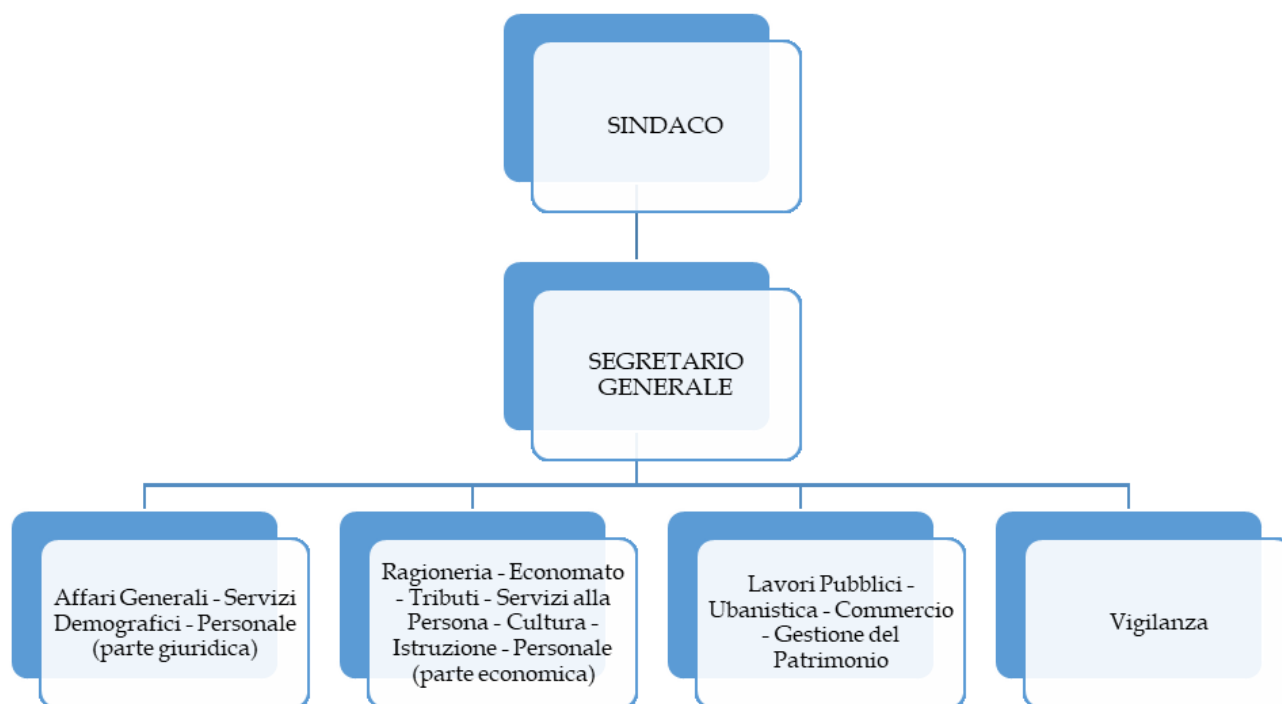 SINDACO
SEGRETARIO
GENERALE
Affari Generali - Servizi
Demografici - Personale
(parte giuridica)
Ragioneria - Economato
- Tributi - Servizi alla
Persona - Cultura -
Istruzione - Personale
(parte economica)
Lavori Pubblici -
Ubanistica - Commercio
- Gestione del
Patrimonio
Vigilanza